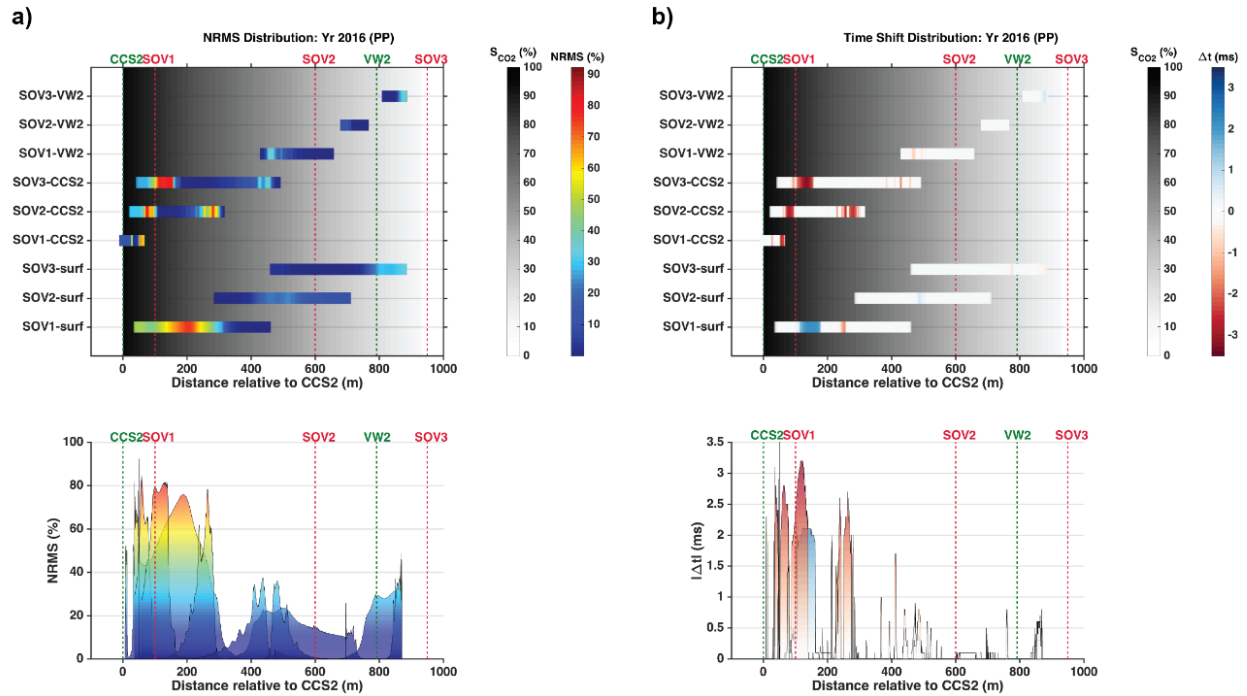 a)
NRMS Distribution: Yr 2016 (PP)
CCS2 SOV1 SOV2 VW2 SOV3
S_CO2 (%) NRMS (%)
SOV3-VW2
SOV2-VW2
SOV1-VW2
SOV3-CCS2
SOV2-CCS2
SOV1-CCS2
SOV3-surf
SOV2-surf
SOV1-surf
0 200 400 600 800 1000
Distance relative to CCS2 (m)
100
90
80
70
60
50
40
30
20
10
0
90
80
70
60
50
40
30
20
10
b)
Time Shift Distribution: Yr 2016 (PP)
CCS2 SOV1 SOV2 VW2 SOV3
S_CO2 (%) Δt (ms)
SOV3-VW2
SOV2-VW2
SOV1-VW2
SOV3-CCS2
SOV2-CCS2
SOV1-CCS2
SOV3-surf
SOV2-surf
SOV1-surf
0 200 400 600 800 1000
Distance relative to CCS2 (m)
100
90
80
70
60
50
40
30
20
10
0
3
2
1
0
-1
-2
-3
CCS2 SOV1 SOV2 VW2 SOV3
NRMS (%)
100
80
60
40
20
0
0 200 400 600 800 1000
Distance relative to CCS2 (m)
CCS2 SOV1 SOV2 VW2 SOV3
|Δt| (ms)
3.5
3
2.5
2
1.5
1
0.5
0
0 200 400 600 800 1000
Distance relative to CCS2 (m)